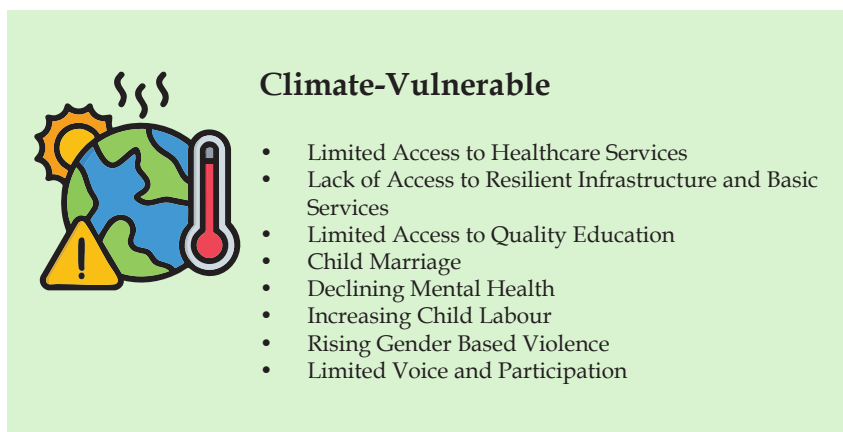 Climate-Vulnerable
• Limited Access to Healthcare Services
• Lack of Access to Resilient Infrastructure and Basic
Services
• Limited Access to Quality Education
• Child Marriage
• Declining Mental Health
• Increasing Child Labour
• Rising Gender Based Violence
• Limited Voice and Participation